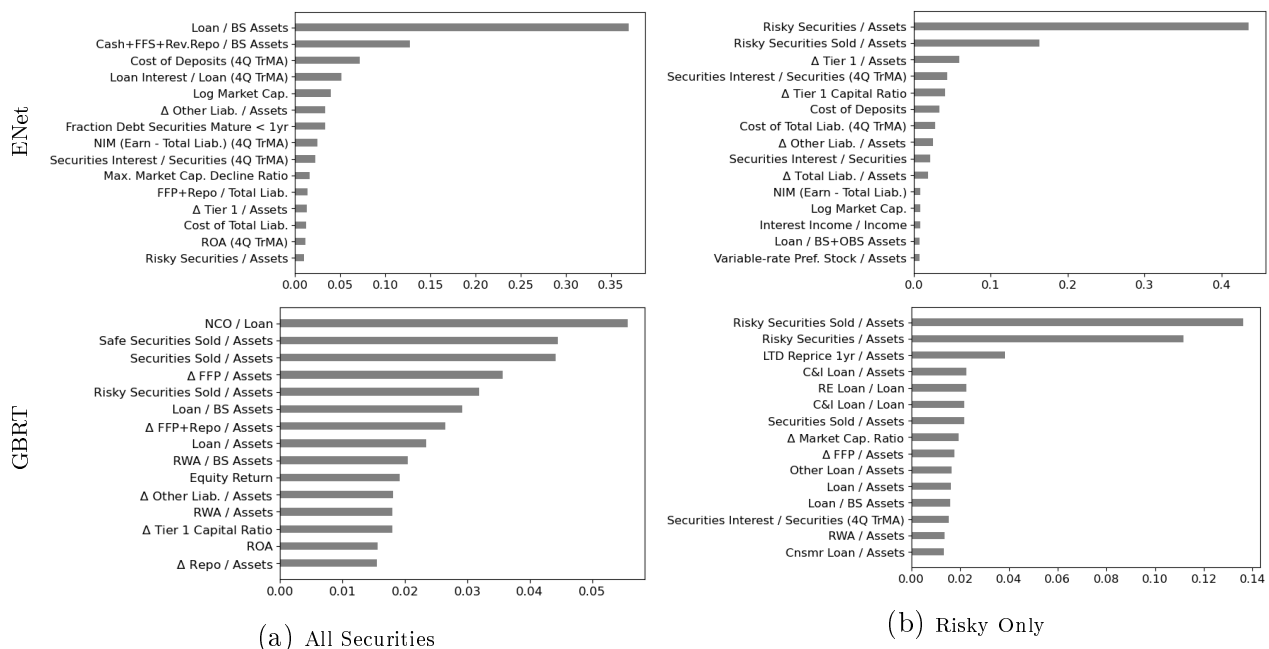 ENet
Loan / BS Assets
Cash+FFS+Rev.Repo / BS Assets
Cost of Deposits (4Q TrMA)
Loan Interest / Loan (4Q TrMA)
Log Market Cap.
Δ Other Liab. / Assets
Fraction Debt Securities Mature < 1yr
NIM (Earn - Total Liab.) (4Q TrMA)
Securities Interest / Securities (4Q TrMA)
Max. Market Cap. Decline Ratio
FFP+Repo / Total Liab.
Δ Tier 1 / Assets
Cost of Total Liab.
ROA (4Q TrMA)
Risky Securities / Assets
0.00 0.05 0.10 0.15 0.20 0.25 0.30 0.35
Risky Securities / Assets
Risky Securities Sold / Assets
Δ Tier 1 / Assets
Securities Interest / Securities (4Q TrMA)
Δ Tier 1 Capital Ratio
Cost of Deposits
Cost of Total Liab. (4Q TrMA)
Δ Other Liab. / Assets
Securities Interest / Securities
Δ Total Liab. / Assets
NIM (Earn - Total Liab.)
Log Market Cap.
Interest Income / Income
Loan / BS+OBS Assets
Variable-rate Pref. Stock / Assets
0.0 0.1 0.2 0.3 0.4
GBRT
NCO / Loan
Safe Securities Sold / Assets
Securities Sold / Assets
Δ FFP / Assets
Risky Securities Sold / Assets
Loan / BS Assets
Δ FFP+Repo / Assets
Loan / Assets
RWA / BS Assets
Equity Return
Δ Other Liab. / Assets
RWA / Assets
Δ Tier 1 Capital Ratio
ROA
Δ Repo / Assets
0.00 0.01 0.02 0.03 0.04 0.05
(a) All Securities
Risky Securities Sold / Assets
Risky Securities / Assets
LTD Reprice 1yr / Assets
C&I Loan / Assets
RE Loan / Loan
C&I Loan / Loan
Securities Sold / Assets
Δ Market Cap. Ratio
Δ FFP / Assets
Other Loan / Assets
Loan / Assets
Loan / BS Assets
Securities Interest / Securities (4Q TrMA)
RWA / Assets
Cnsmr Loan / Assets
0.00 0.02 0.04 0.06 0.08 0.10 0.12 0.14
(b) Risky Only